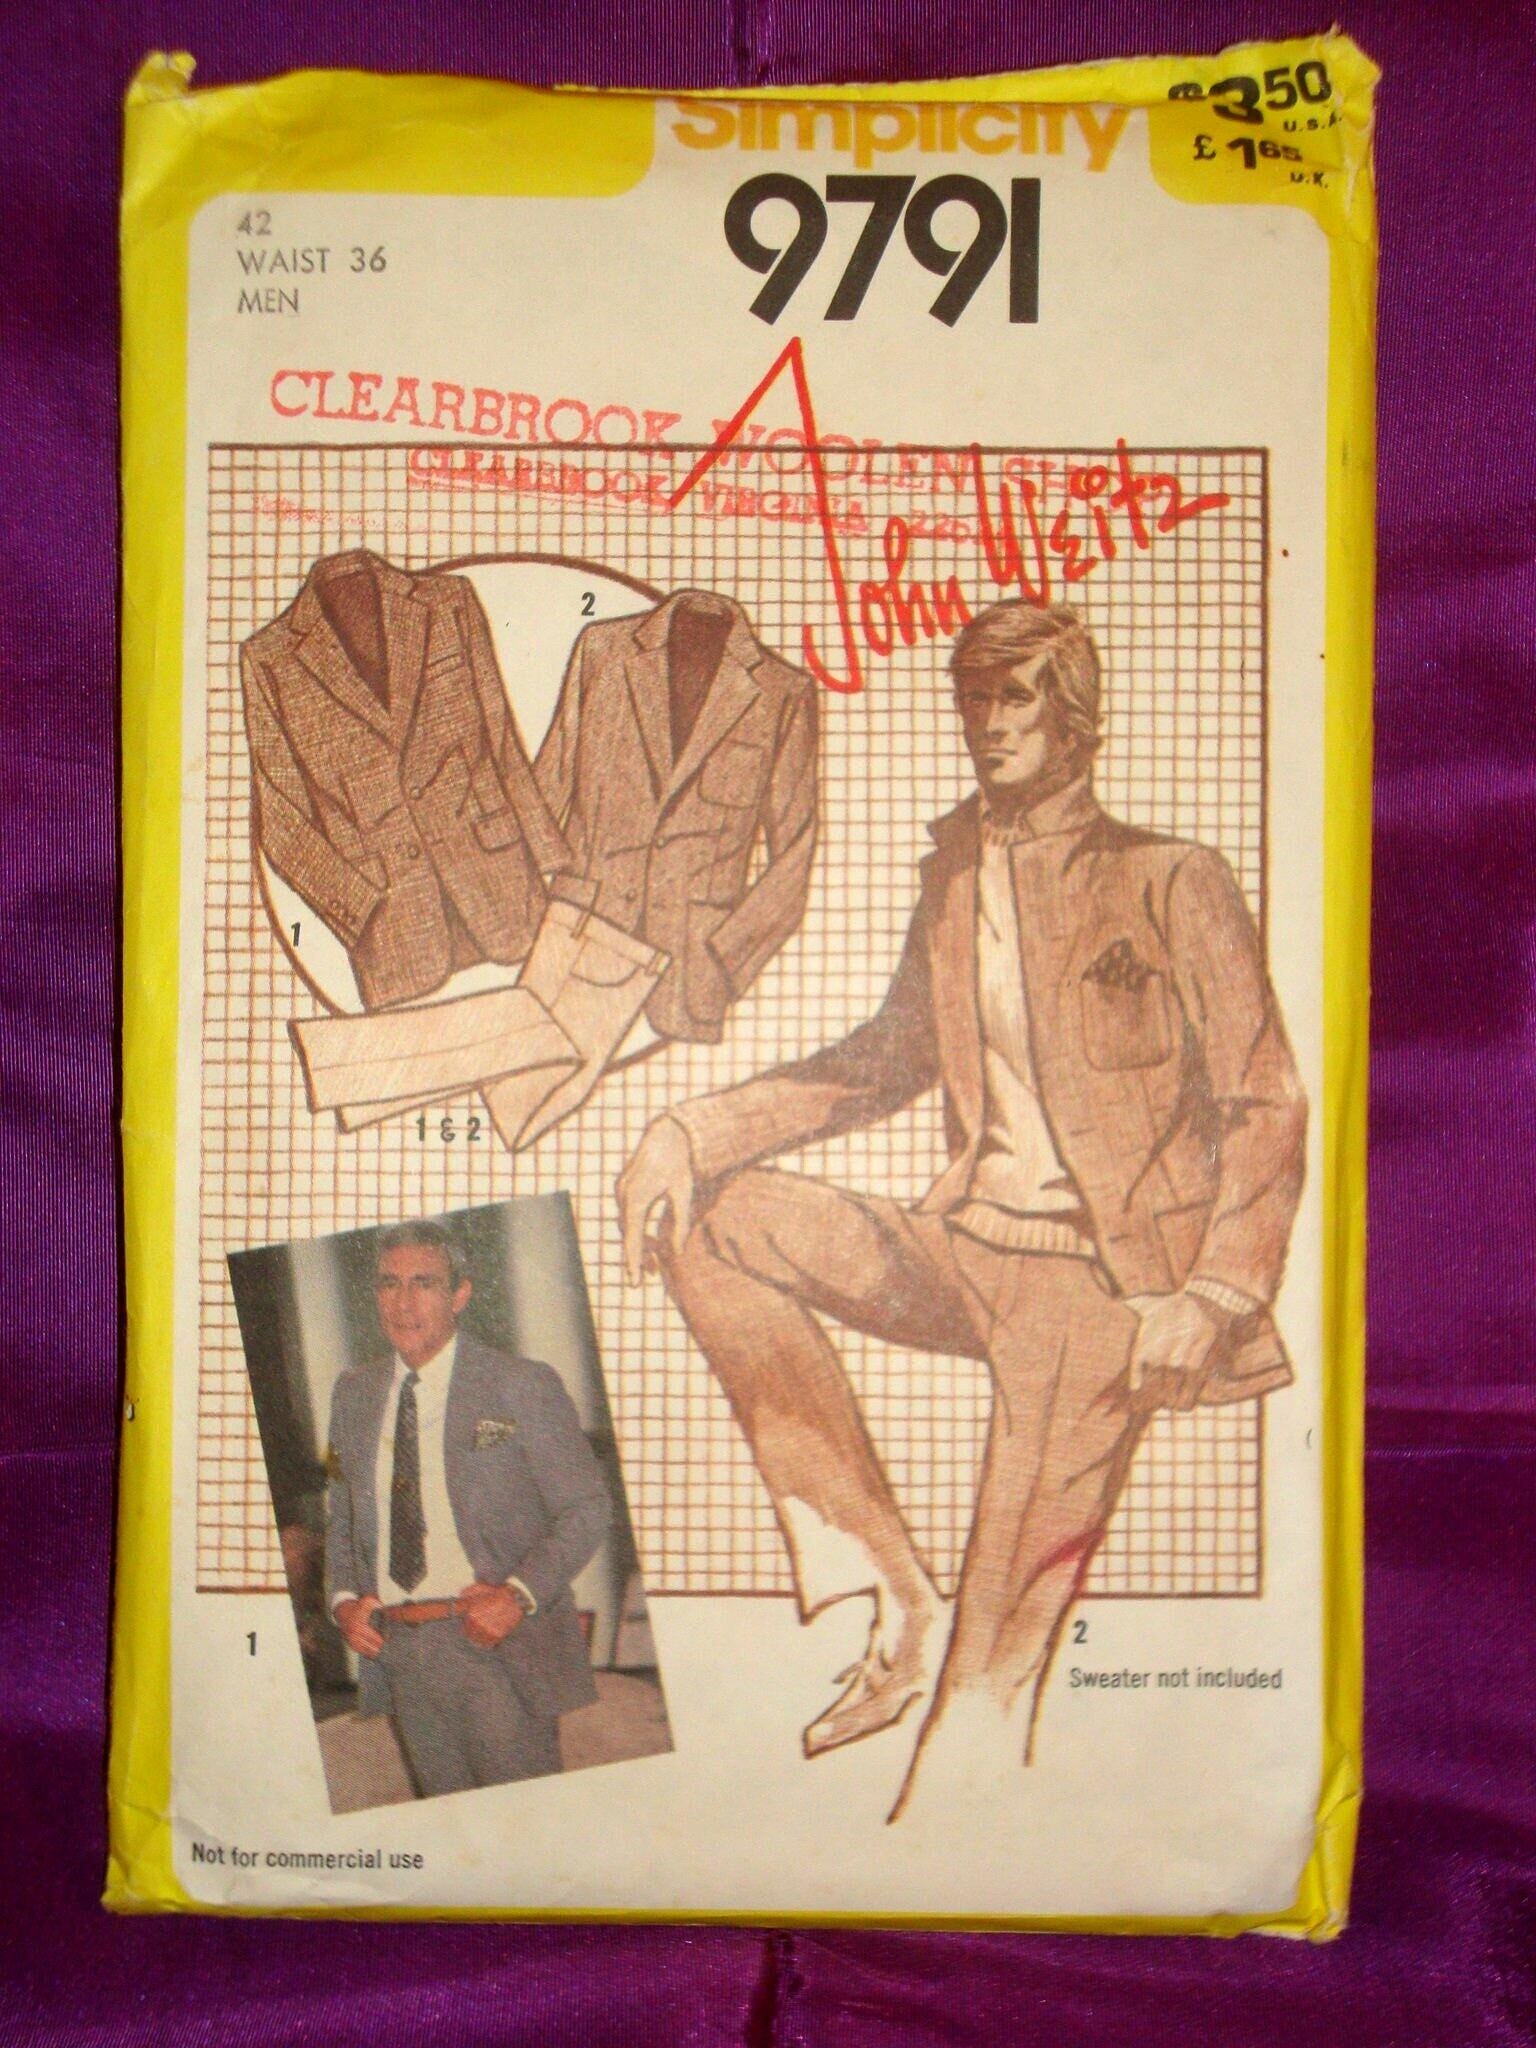 Simplicity
$3.50
U.S.A.
£1.65
U.K.
9791
42
WAIST 36
MEN
CLEARBROOK WOOLEN
CLEARBROOK, VIRGINIA
John Weitz
2
1
1 & 2
1
2
Sweater not included
Not for commercial use